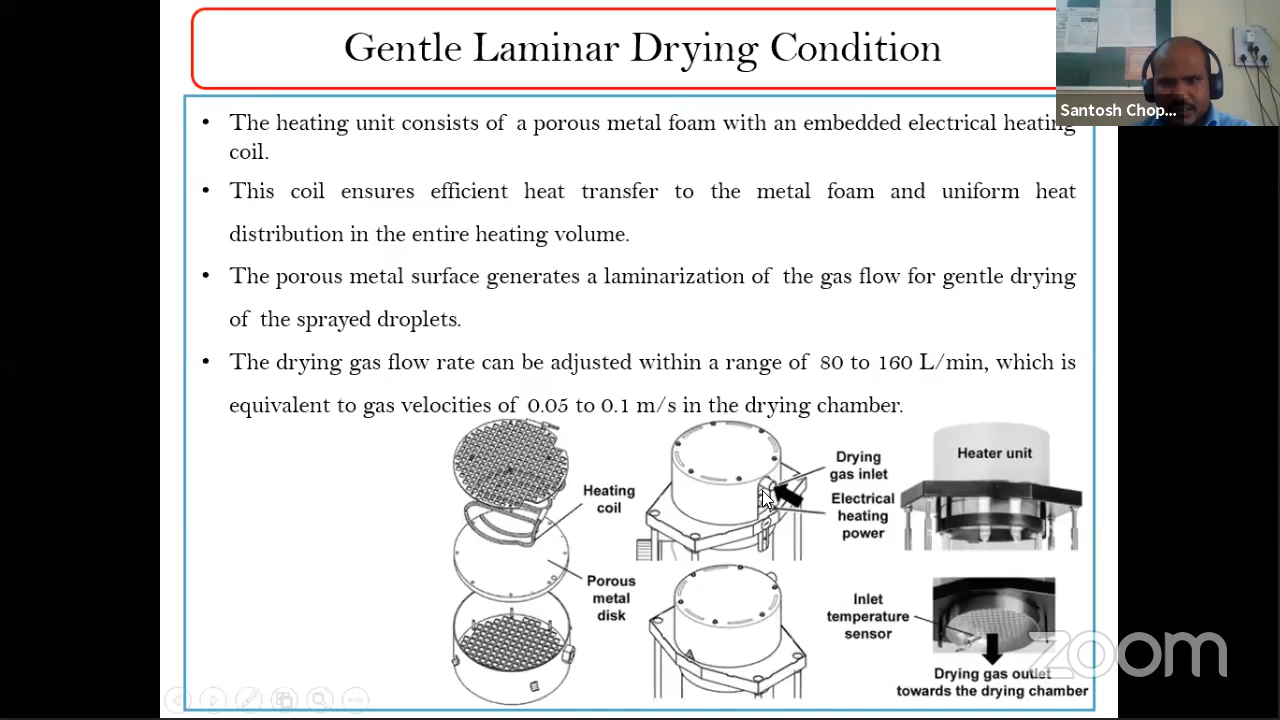 Gentle Laminar Drying Condition
Santosh Chop...
• The heating unit consists of a porous metal foam with an embedded electrical heating
coil.
• This coil ensures efficient heat transfer to the metal foam and uniform heat
distribution in the entire heating volume.
• The porous metal surface generates a laminarization of the gas flow for gentle drying
of the sprayed droplets.
• The drying gas flow rate can be adjusted within a range of 80 to 160 L/min, which is
equivalent to gas velocities of 0.05 to 0.1 m/s in the drying chamber.
Heating
coil
Porous
metal
disk
Drying
gas inlet
Electrical
heating
power
Heater unit
Inlet
temperature
sensor
Drying gas outlet
towards the drying chamber
zoom